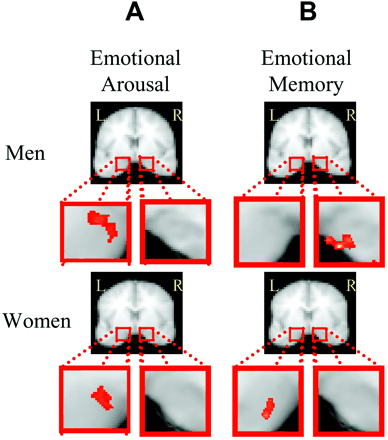 A B
Emotional Arousal
Emotional Memory
Men
L R
L R
Women
L R
L R